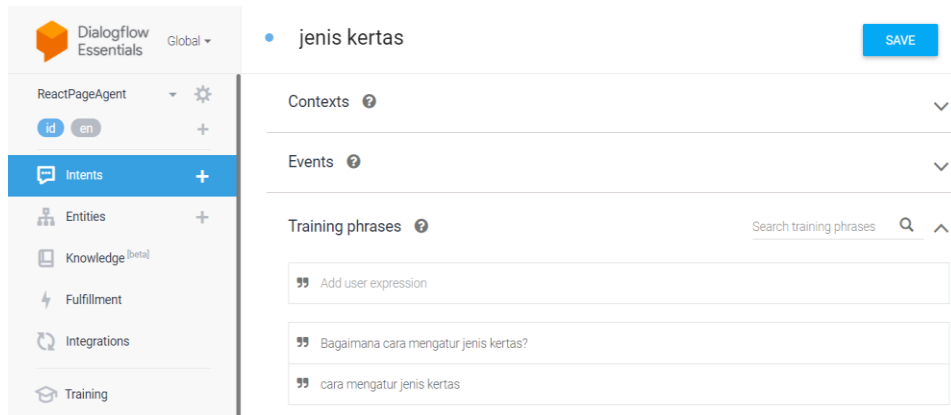 Dialogflow
Essentials
Global
jenis kertas
SAVE
ReactPageAgent
id en
Intents
Entities
Knowledge [beta]
Fulfillment
Integrations
Training
Contexts
Events
Training phrases
Search training phrases
Add user expression
Bagaimana cara mengatur jenis kertas?
cara mengatur jenis kertas